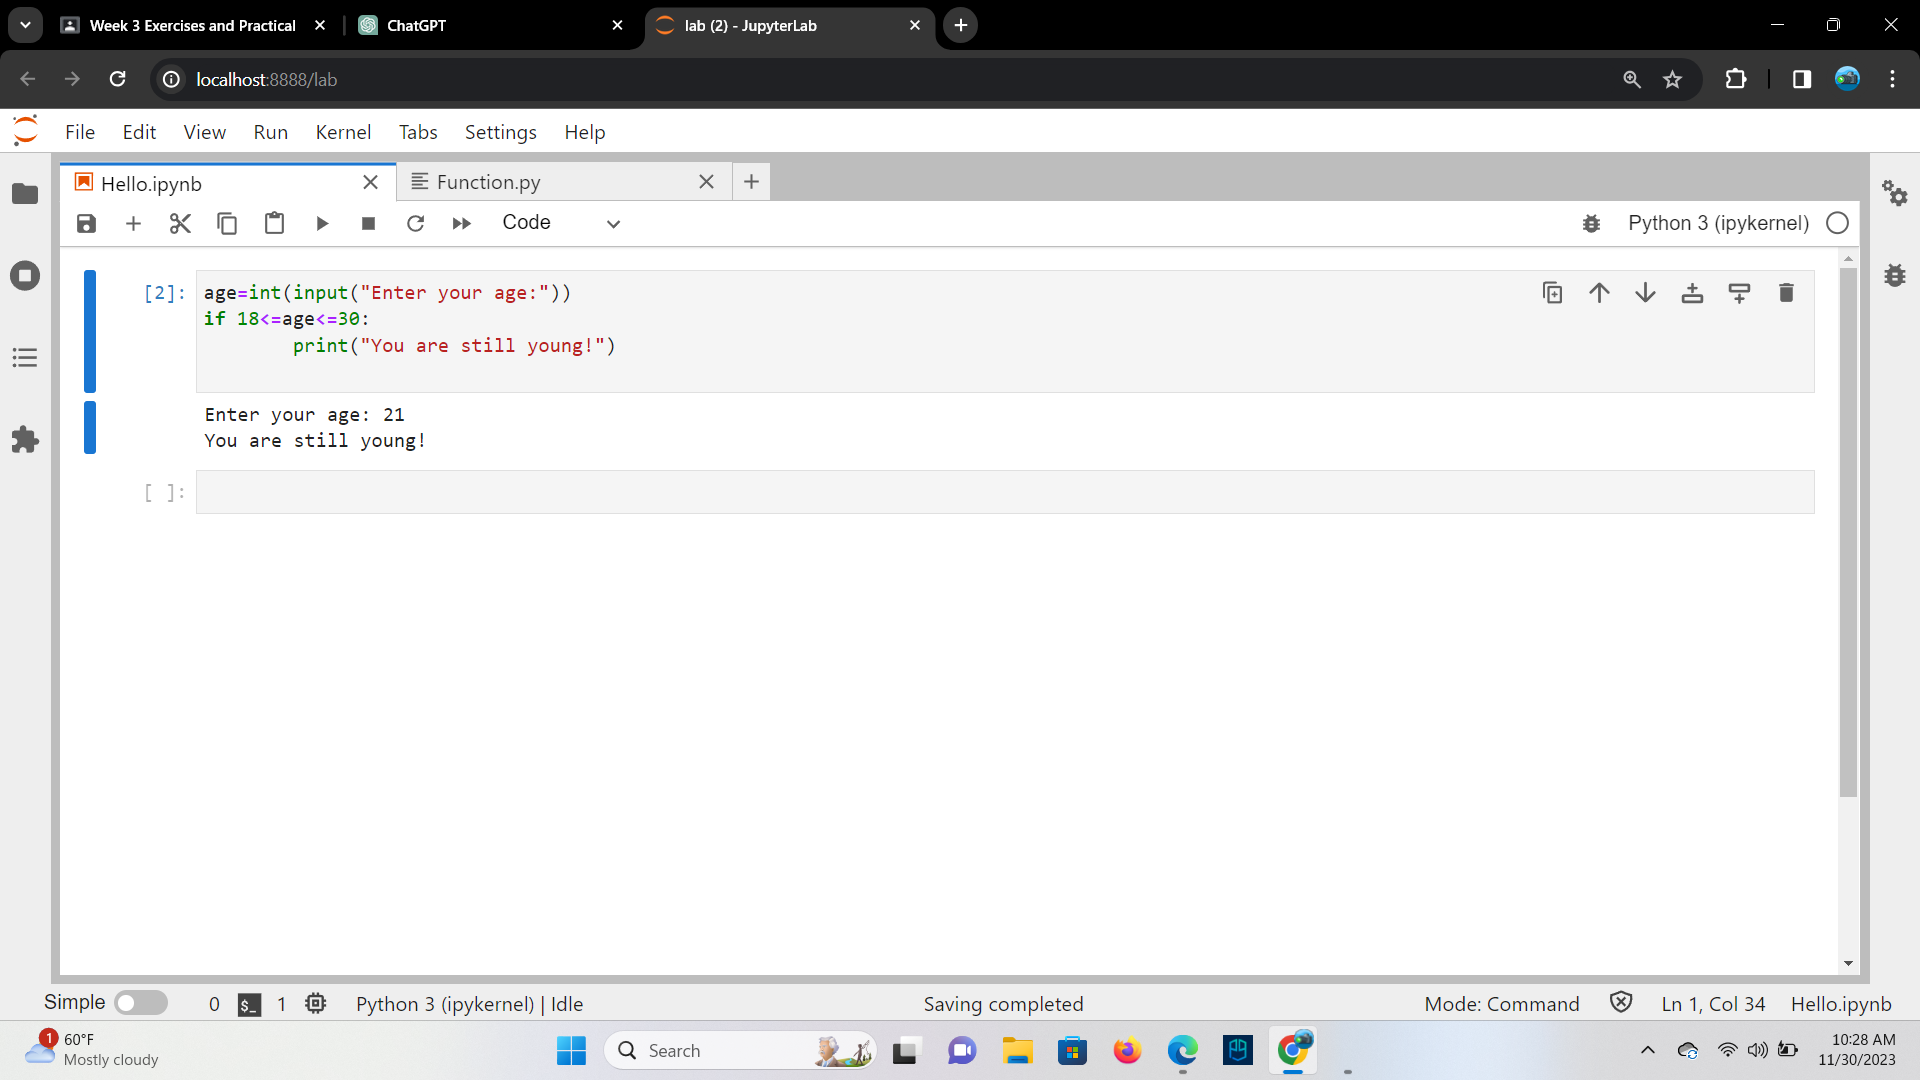 Week 3 Exercises and Practical
ChatGPT
lab (2) - JupyterLab
localhost:8888/lab
File Edit View Run Kernel Tabs Settings Help
Hello.ipynb
Function.py
Code
Python 3 (ipykernel)
[2]:
age=int(input("Enter your age:"))
if 18<=age<=30:
        print("You are still young!")
Enter your age: 21
You are still young!
[ ]:
Simple 0 $_ 1 Python 3 (ipykernel) | Idle Saving completed Mode: Command Ln 1, Col 34 Hello.ipynb
1
60°F
Mostly cloudy
Search
10:28 AM
11/30/2023